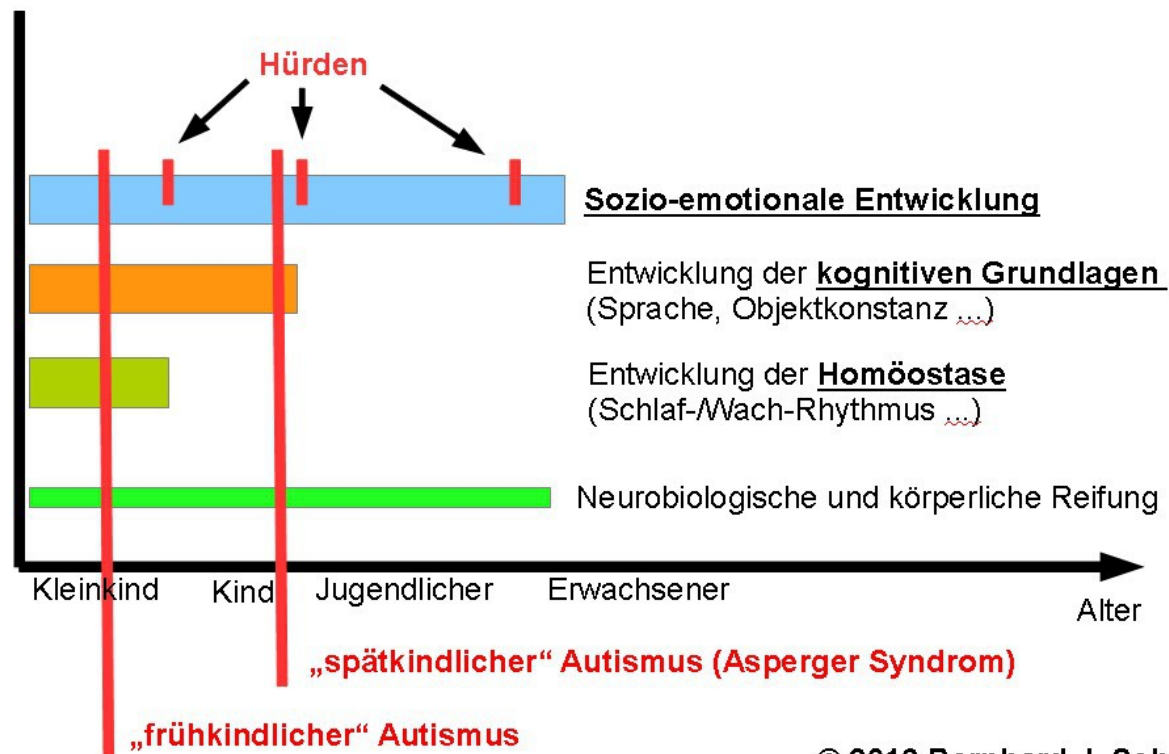 Hürden
Sozio-emotionale Entwicklung
Entwicklung der kognitiven Grundlagen
(Sprache, Objektkonstanz ...)
Entwicklung der Homöostase
(Schlaf-/Wach-Rhythmus ...)
Neurobiologische und körperliche Reifung
Kleinkind Kind Jugendlicher Erwachsener
Alter
„spätkindlicher“ Autismus (Asperger Syndrom)
„frühkindlicher“ Autismus